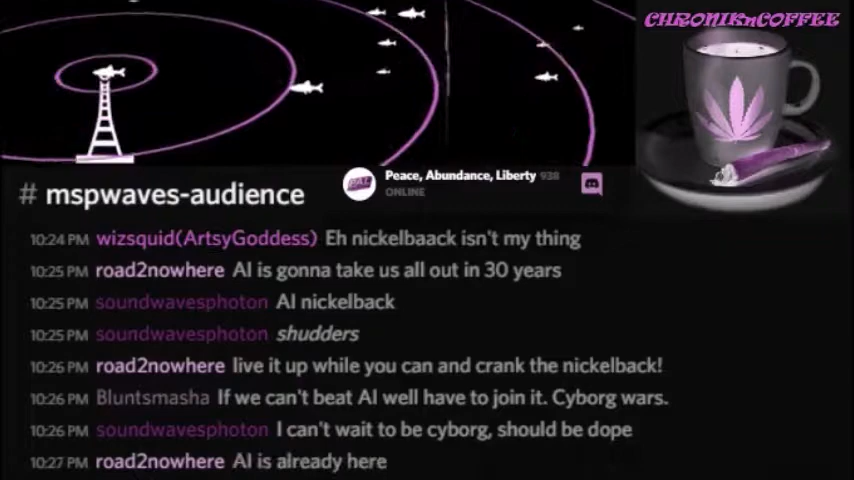 CHRONIKnCOFFEE
Peace, Abundance, Liberty 938
ONLINE
# mspwaves-audience
10:24 PM wizsquid(ArtsyGoddess) Eh nickelbaack isn't my thing
10:25 PM road2nowhere AI is gonna take us all out in 30 years
10:25 PM soundwavesphoton AI nickelback
10:25 PM soundwavesphoton shudders
10:26 PM road2nowhere live it up while you can and crank the nickelback!
10:26 PM Bluntsmasha If we can't beat AI well have to join it. Cyborg wars.
10:26 PM soundwavesphoton I can't wait to be cyborg, should be dope
10:27 PM road2nowhere AI is already here